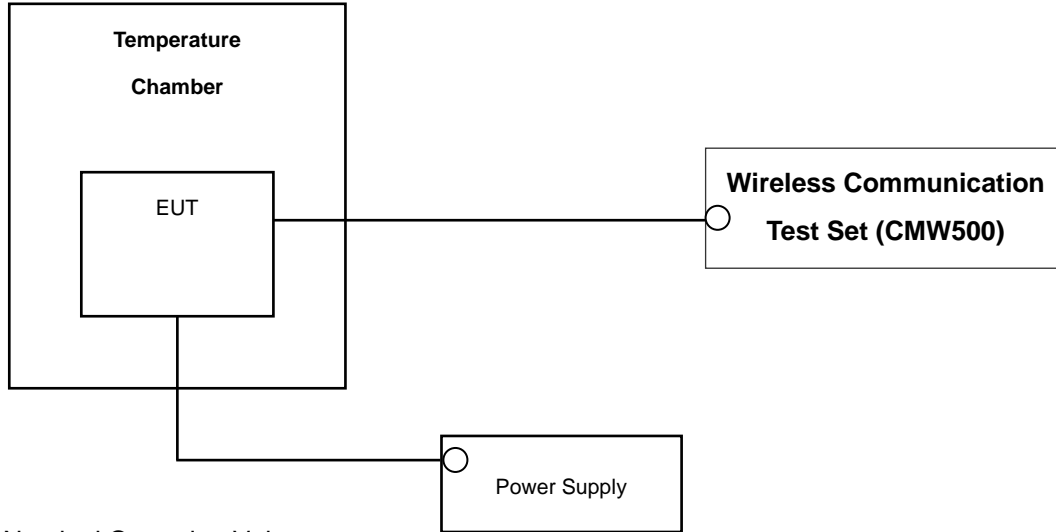 Temperature
Chamber
EUT
Wireless Communication
Test Set (CMW500)
Power Supply